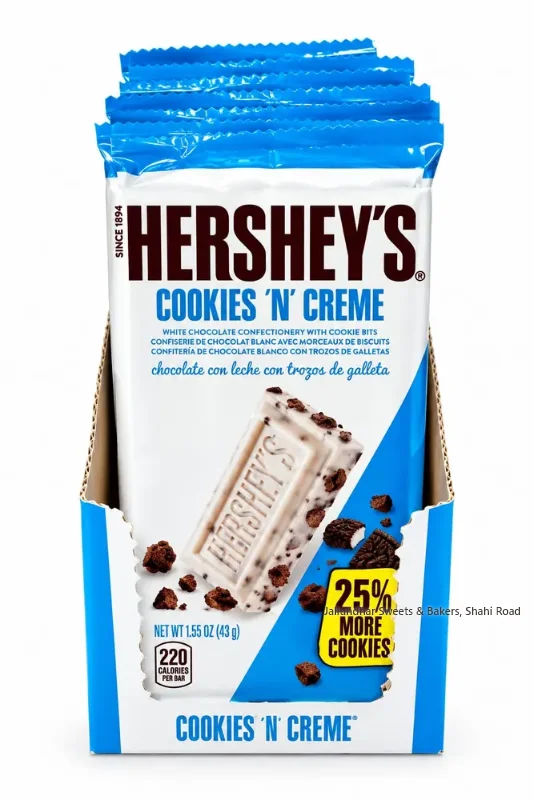 SINCE 1894
HERSHEY'S®
COOKIES 'N' CREME
WHITE CHOCOLATE CONFECTIONERY WITH COOKIE BITS
CONFISERIE DE CHOCOLAT BLANC AVEC MORCEAUX DE BISCUITS
CONFITERÍA DE CHOCOLATE BLANCO CON TROZOS DE GALLETAS
chocolate con leche con trozos de galleta
HERSHEY'S
25%
Jallandhar Sweets & Bakers, Shahi Road
MORE
COOKIES
NET WT 1.55 OZ (43 g)
220
CALORIES
PER BAR
COOKIES 'N' CREME®